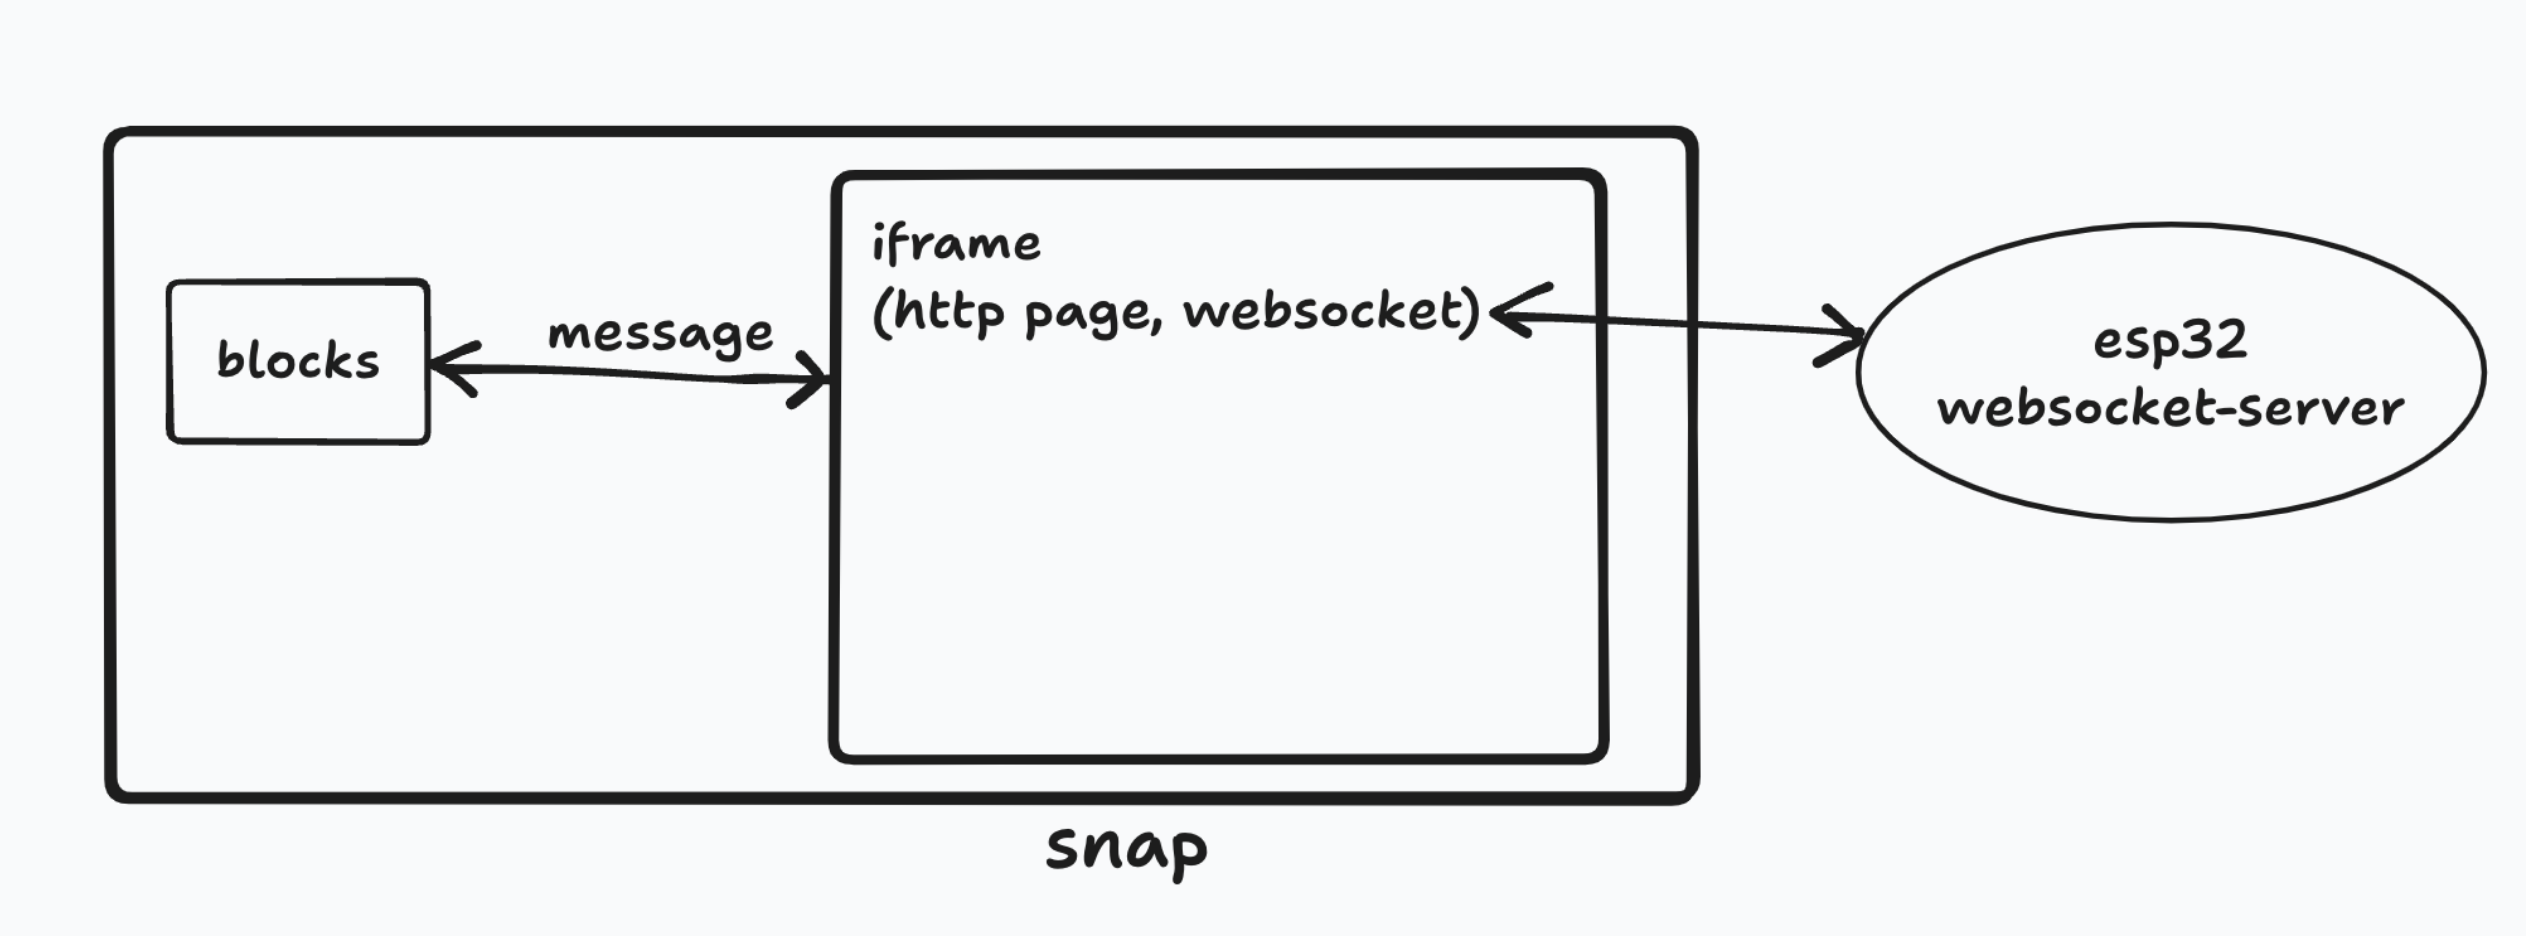 iframe
(http page, websocket)
message
blocks
esp32
websocket-server
snap